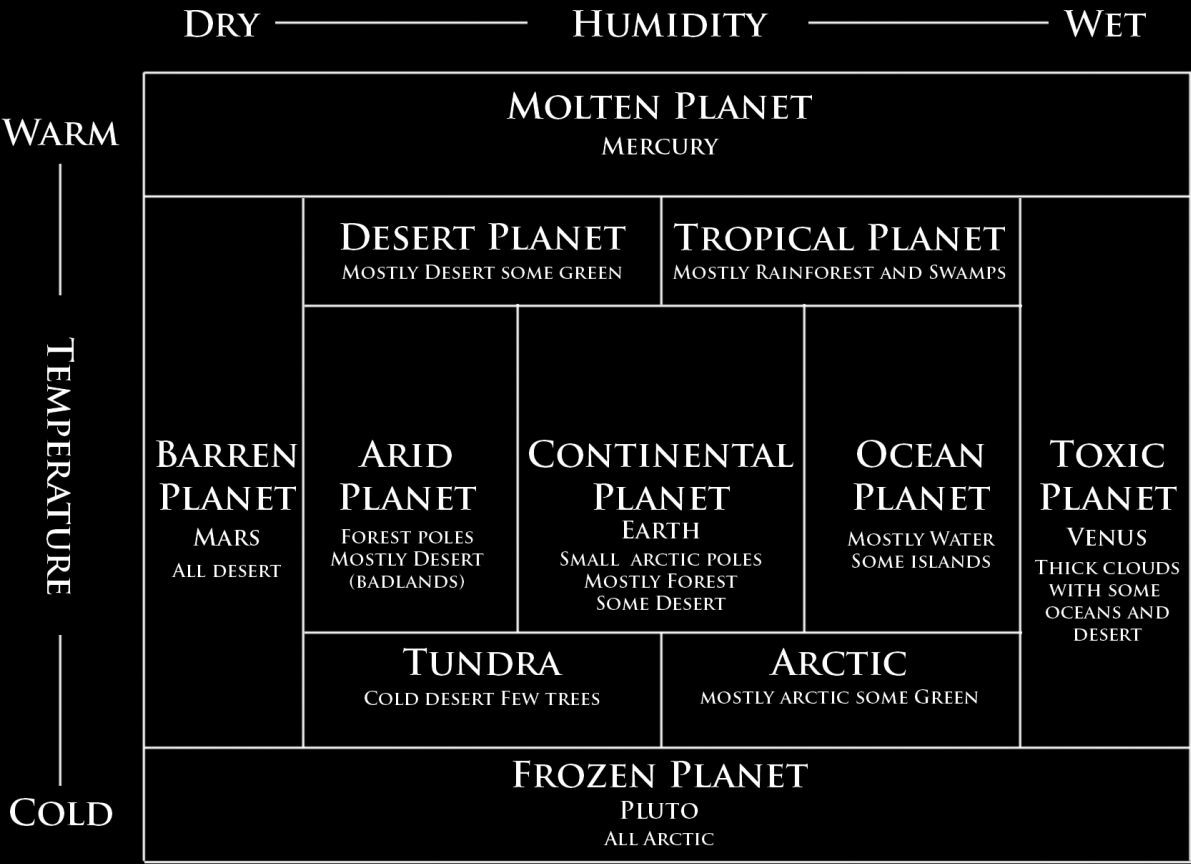 Dry Humidity Wet
Warm
Temperature
Cold
Molten Planet
Mercury
Desert Planet
Mostly Desert some green
Tropical Planet
Mostly Rainforest and Swamps
Barren
Planet
Mars
All desert
Arid
Planet
Forest poles
Mostly Desert
(badlands)
Continental
Planet
Earth
Small arctic poles
Mostly Forest
Some Desert
Ocean
Planet
Mostly Water
Some islands
Toxic
Planet
Venus
Thick clouds
with some
oceans and
desert
Tundra
Cold desert Few trees
Arctic
mostly arctic some Green
Frozen Planet
Pluto
All Arctic